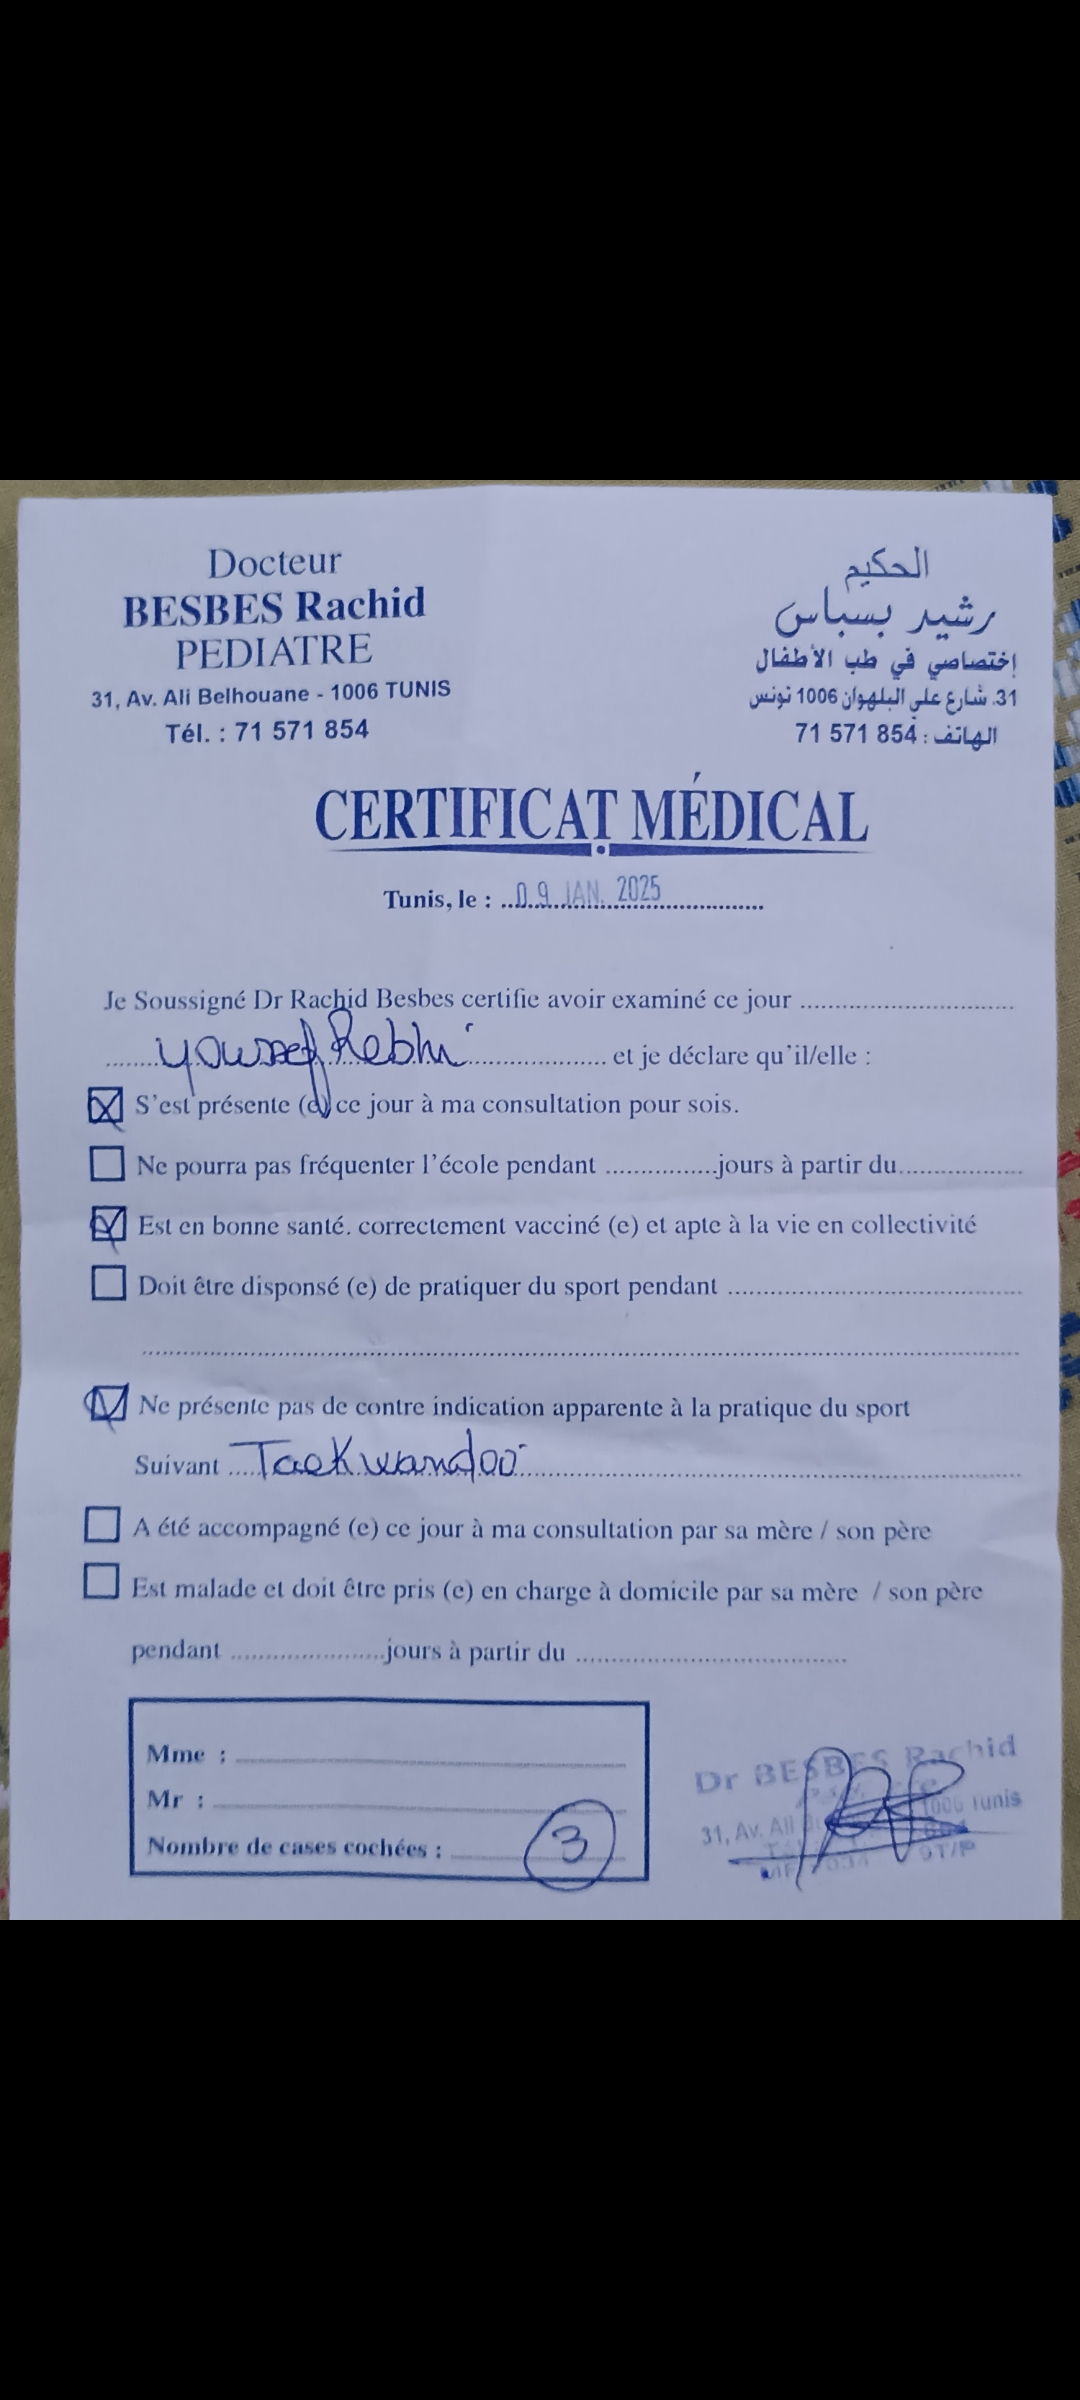 Docteur
BESBES Rachid
PEDIATRE
31, Av. Ali Belhouane - 1006 TUNIS
Tél. : 71 571 854
الحكيم
رشيد بسباس
إختصاصي في طب الأطفال
31. شارع علي البلهوان 1006 تونس
الهاتف : 71 571 854
CERTIFICAT MÉDICAL
Tunis, le : 09 JAN. 2025
Je Soussigné Dr Rachid Besbes certifie avoir examiné ce jour
Youssef Rebhi et je déclare qu'il/elle :
S'est présente (e) ce jour à ma consultation pour sois.
Ne pourra pas fréquenter l'école pendant ................jours à partir du..................
Est en bonne santé. correctement vacciné (e) et apte à la vie en collectivité
Doit être disponsé (e) de pratiquer du sport pendant
Ne présente pas de contre indication apparente à la pratique du sport
Suivant Taekwandoo
A été accompagné (e) ce jour à ma consultation par sa mère / son père
Est malade et doit être pris (e) en charge à domicile par sa mère / son père
pendant ......................jours à partir du ......................................
Mme :
Mr :
Nombre de cases cochées : 3
Dr BESBES Rachid
31, Av. Ali 1006 Tunis